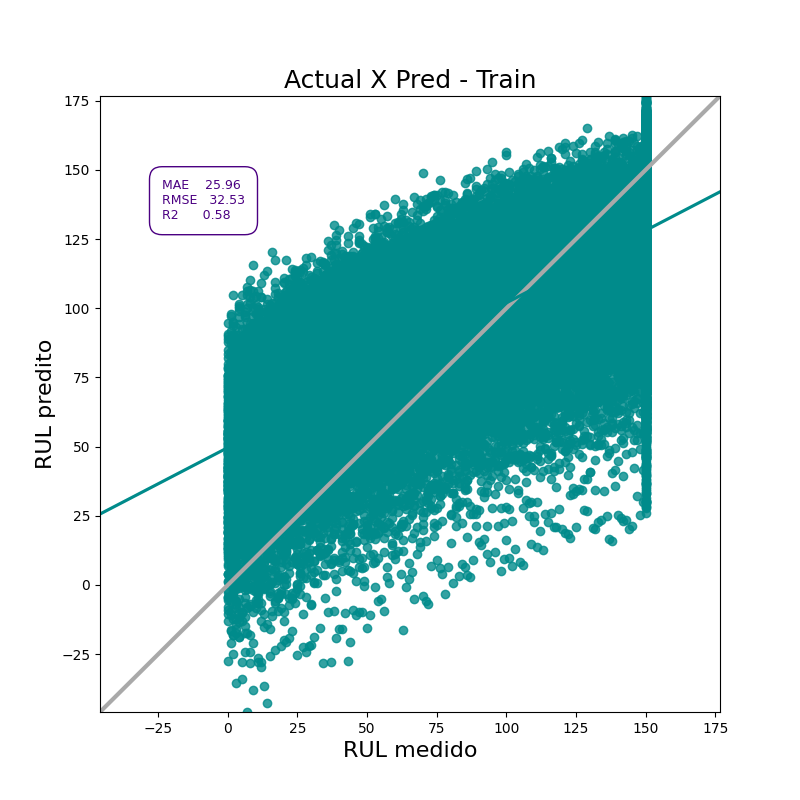 Actual X Pred - Train
175
150
125
100
75
50
25
0
−25
RUL predito
MAE 25.96
RMSE 32.53
R2 0.58
−25 0 25 50 75 100 125 150 175
RUL medido